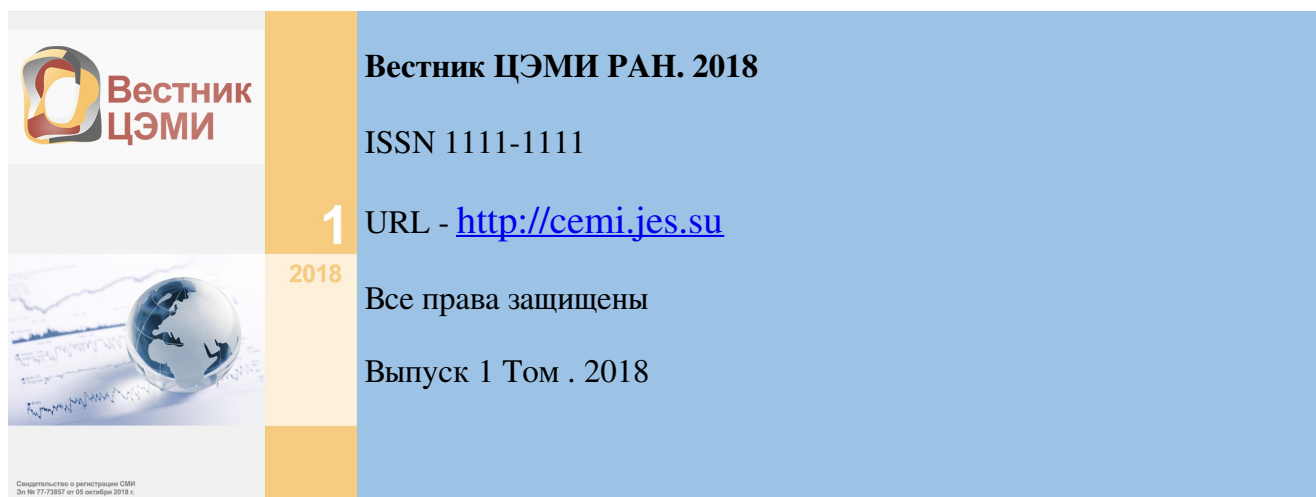 Вестник
ЦЭМИ
1
2018
Свидетельство о регистрации СМИ
Эл № 77-73857 от 05 октября 2018 г.
Вестник ЦЭМИ РАН. 2018
ISSN 1111-1111
URL - http://cemi.jes.su
Все права защищены
Выпуск 1 Том . 2018